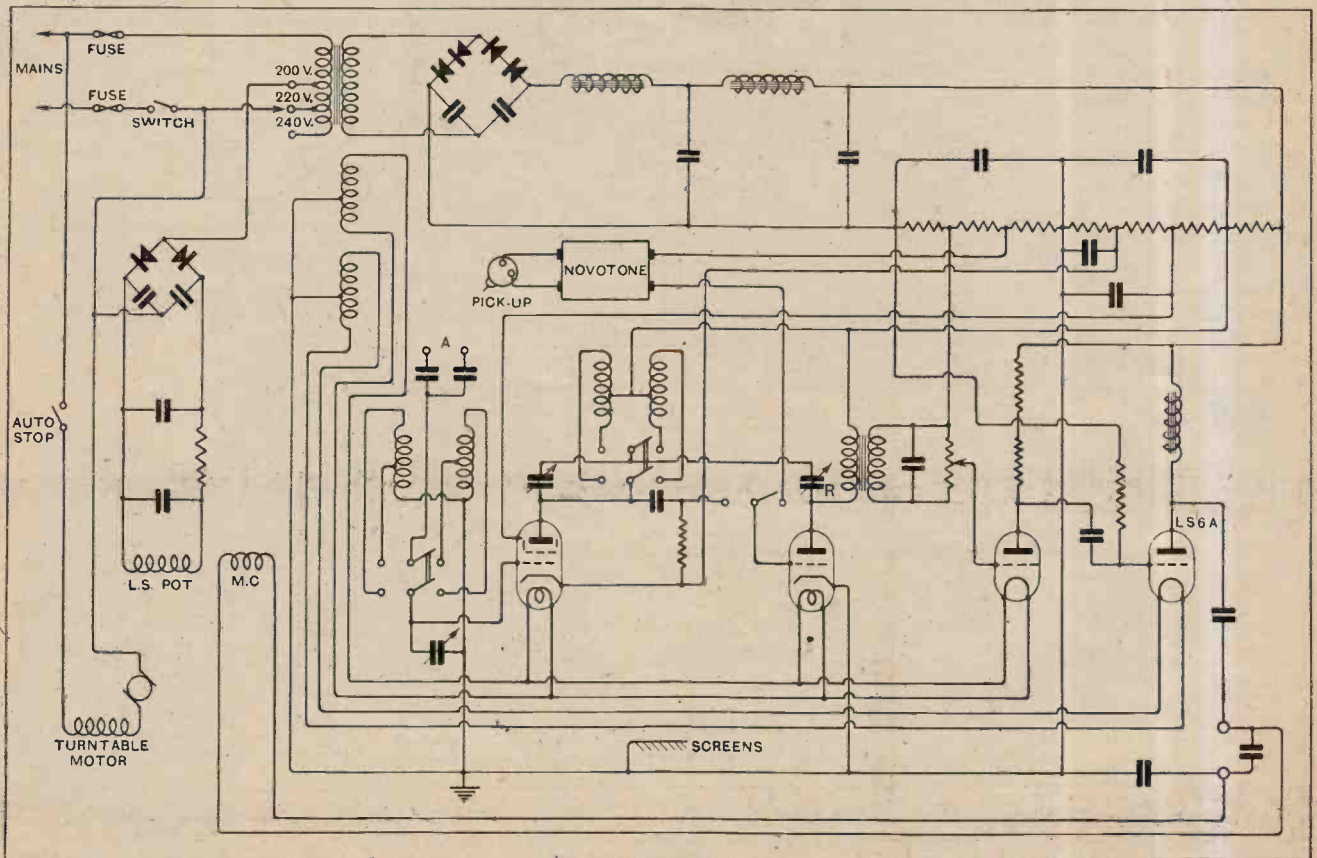 FUSE
MAINS
FUSE
SWITCH
200 V.
220 V.
240 V.
NOVOTONE
PICK-UP
A
AUTO
STOP
R
LS6A
L.S. POT
M.C
TURNTABLE
MOTOR
SCREENS